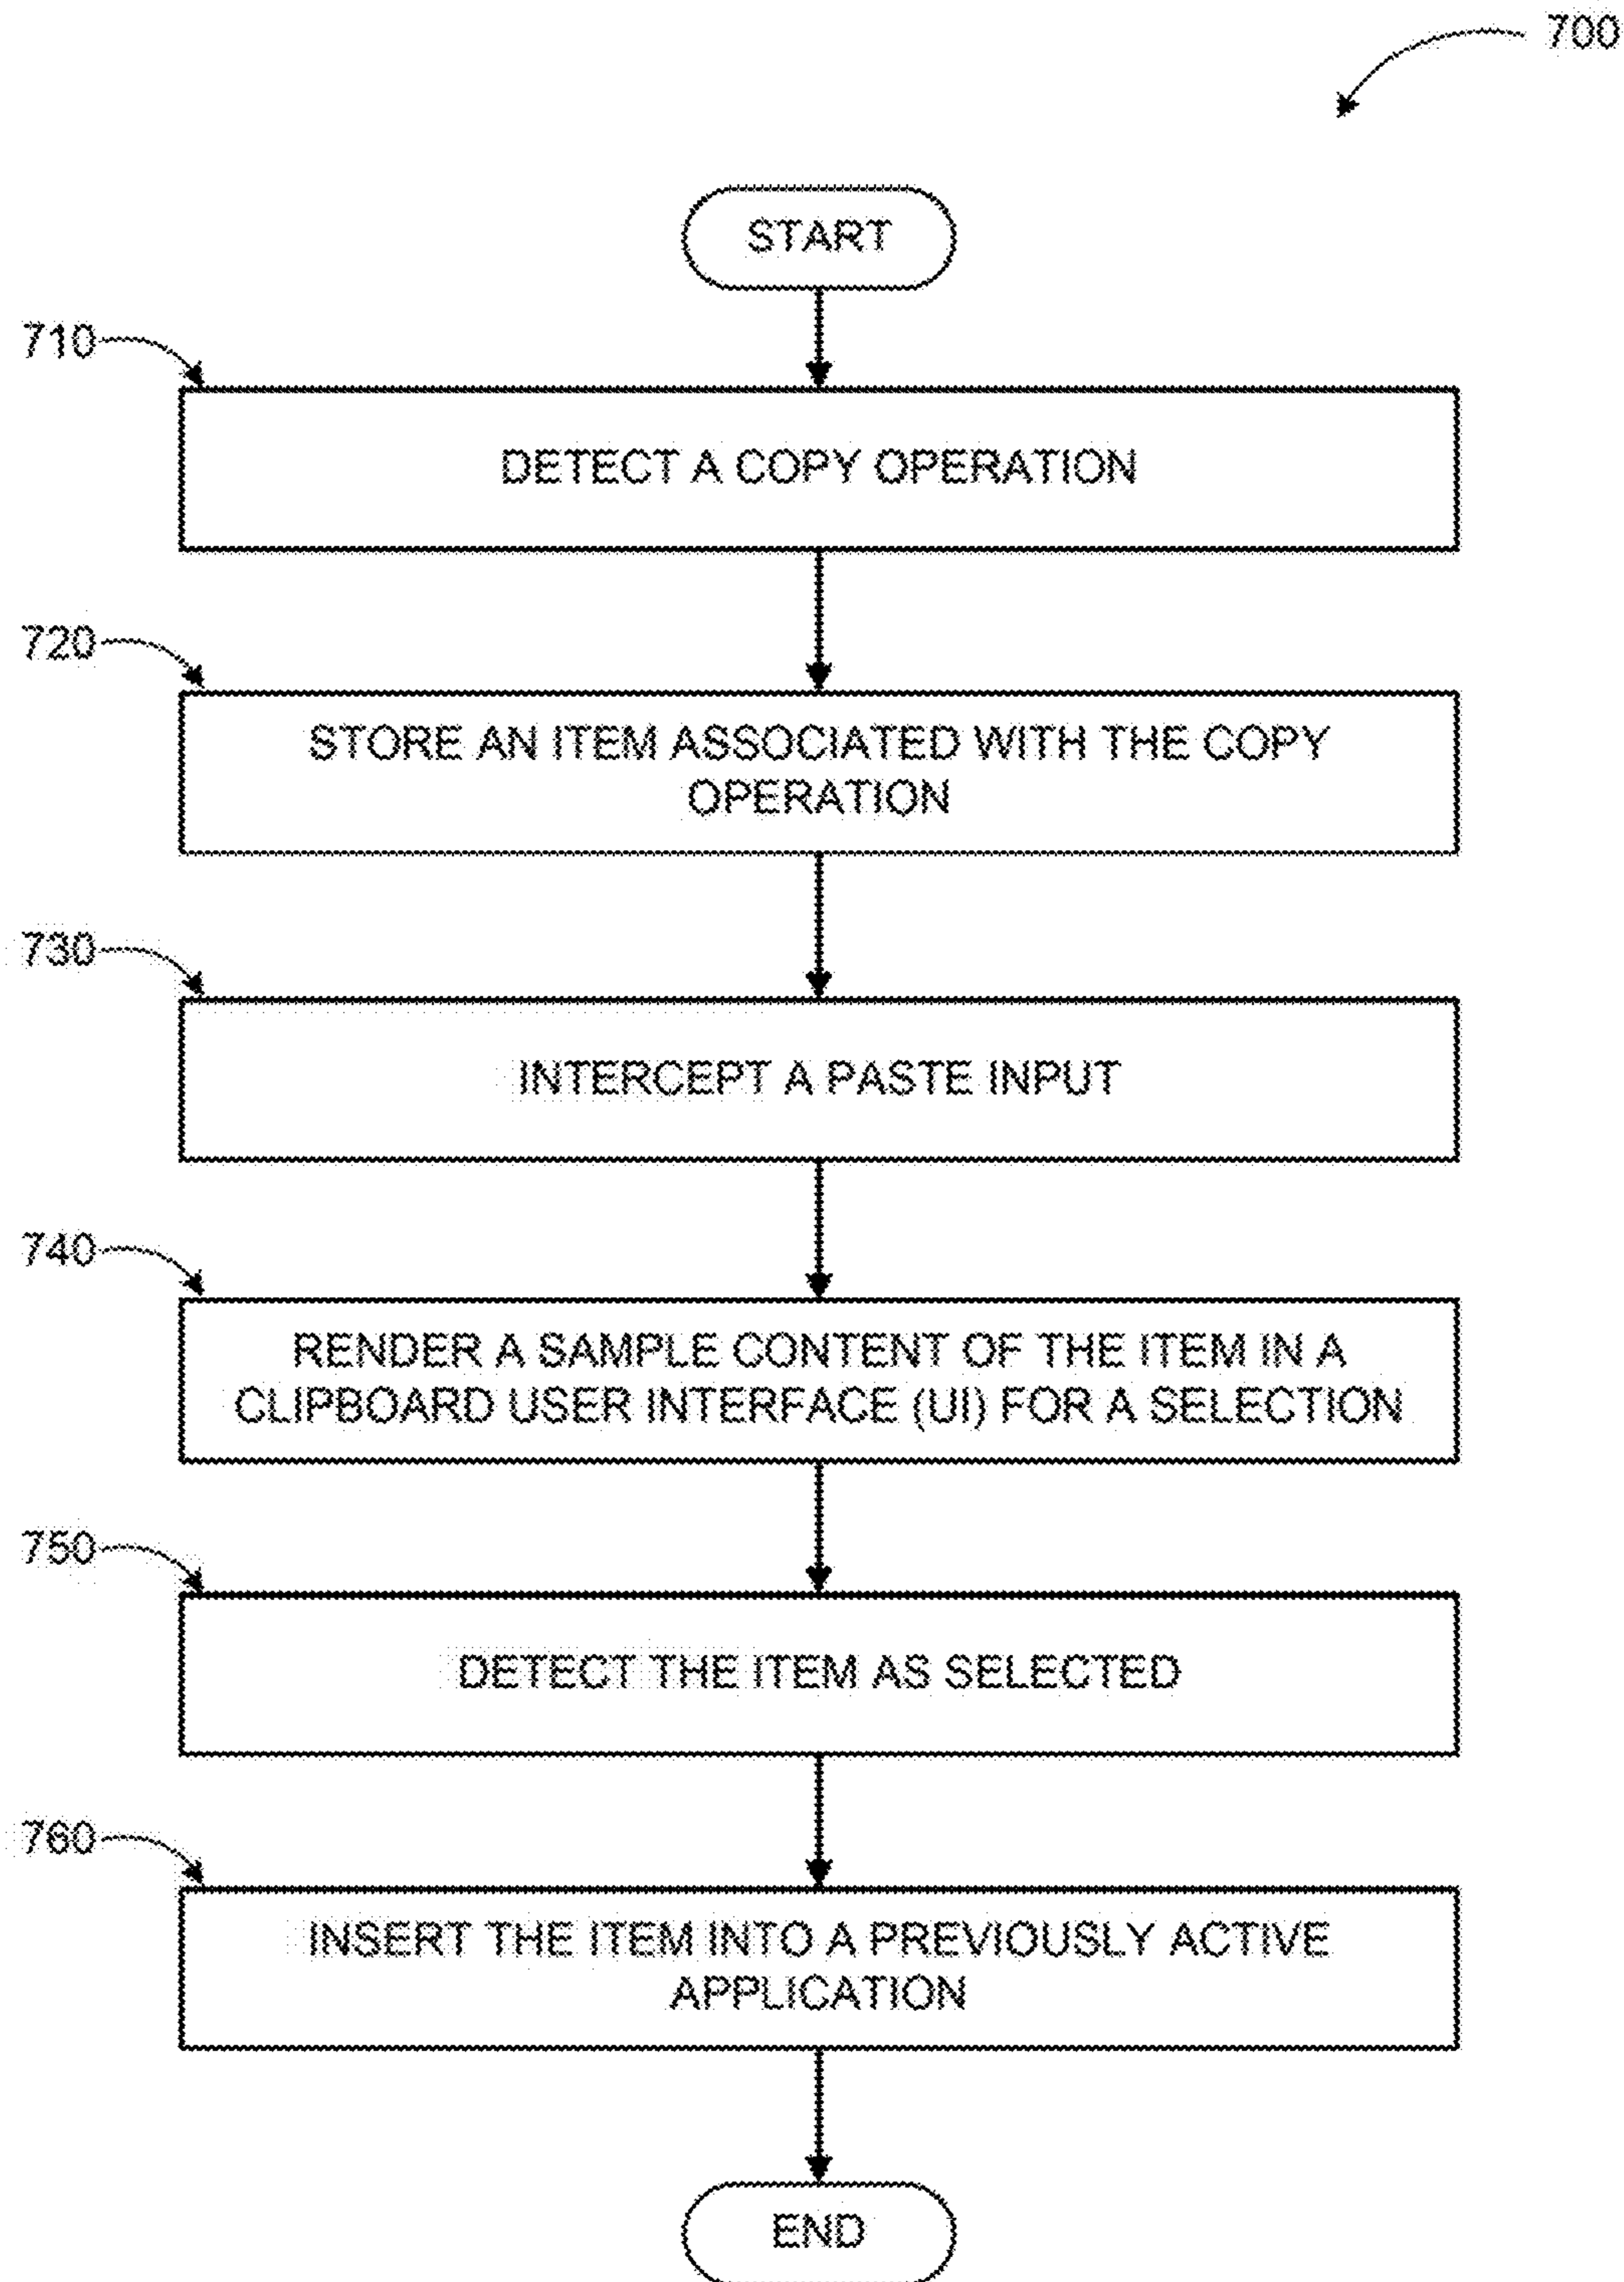 700
START
710
DETECT A COPY OPERATION
720
STORE AN ITEM ASSOCIATED WITH THE COPY
OPERATION
730
INTERCEPT A PASTE INPUT
740
RENDER A SAMPLE CONTENT OF THE ITEM IN A
CLIPBOARD USER INTERFACE (UI) FOR A SELECTION
750
DETECT THE ITEM AS SELECTED
760
INSERT THE ITEM INTO A PREVIOUSLY ACTIVE
APPLICATION
END